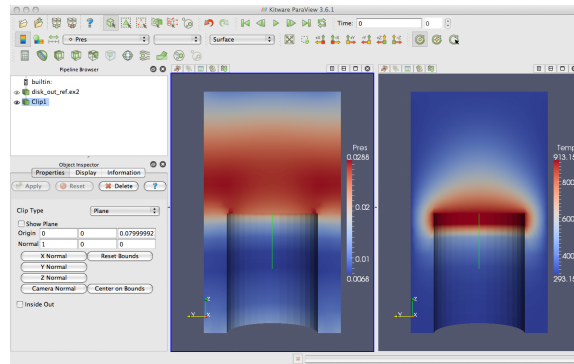 Kitware ParaView 3.6.1
Time: 0
0
Pres
Surface
Pipeline Browser
builtin:
disk_out_ref.ex2
Clip1
Object Inspector
Properties
Display
Information
Apply
Reset
Delete
?
Clip Type
Plane
Show Plane
Origin 0 0 0.07999992
Normal 1 0 0
X Normal
Reset Bounds
Y Normal
Z Normal
Camera Normal
Center on Bounds
Inside Out
Pres
0.0288
0.02
0.01
0.0068
Z
Y
X
Temp
913.15
800
600
400
293.15
Z
Y
X